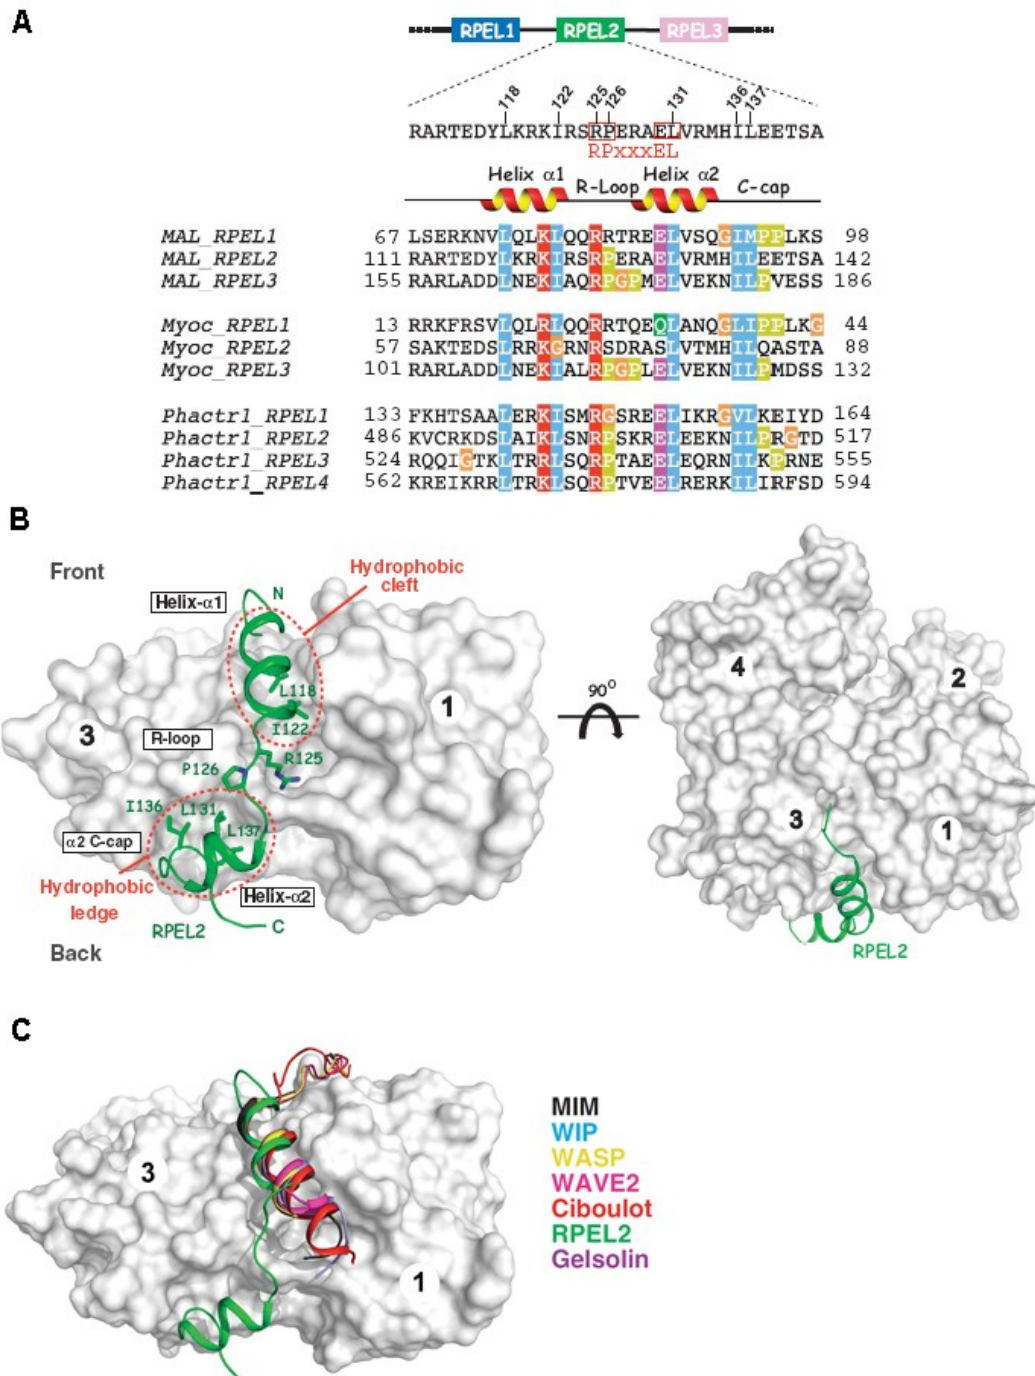 A
RPEL1 RPEL2 RPEL3
118 122 125 126 131 136 137
RARTEDYLKRKIRSRPERAELVRMHILEETSA
RPxxxEL
Helix α1 R-Loop Helix α2 C-cap
MAL_RPEL1 67 LSERKNVLQLKLQQRRTREELVSQGIMPPLKS 98
MAL_RPEL2 111 RARTEDYLKRKIRSRPERAELVRMHILEETSA 142
MAL_RPEL3 155 RARLADDLNEKIAQRPGPMELVEKNILPVESS 186
Myoc_RPEL1 13 RRKFRSVLQLRLQQRRTQEQLANQGLIPPLKG 44
Myoc_RPEL2 57 SAKTEDSLRRKGRNRSDRASLVTMHILQASTA 88
Myoc_RPEL3 101 RARLADDLNEKIALRPGPLELVEKNILPMDSS 132
Phactr1_RPEL1 133 FKHTSAALERKISMRGSREELIKRGVLKEIYD 164
Phactr1_RPEL2 486 KVCRKDSLAIKLSNRPSKRELEEKNILPRGTD 517
Phactr1_RPEL3 524 RQQIGTKLTRRLSQRPTAEELEQRNILKPRNE 555
Phactr1_RPEL4 562 KREIKRRLTRKLSQRPTVEELRERKILIRFSD 594
B
Front
Hydrophobic
cleft
Helix-α1
N
L118
I122
R-loop
R125
P126
I136
L131
L137
α2 C-cap
Hydrophobic
ledge
Helix-α2
RPEL2
C
Back
3
1
90O
4
2
3
1
RPEL2
C
3
1
MIM
WIP
WASP
WAVE2
Ciboulot
RPEL2
Gelsolin